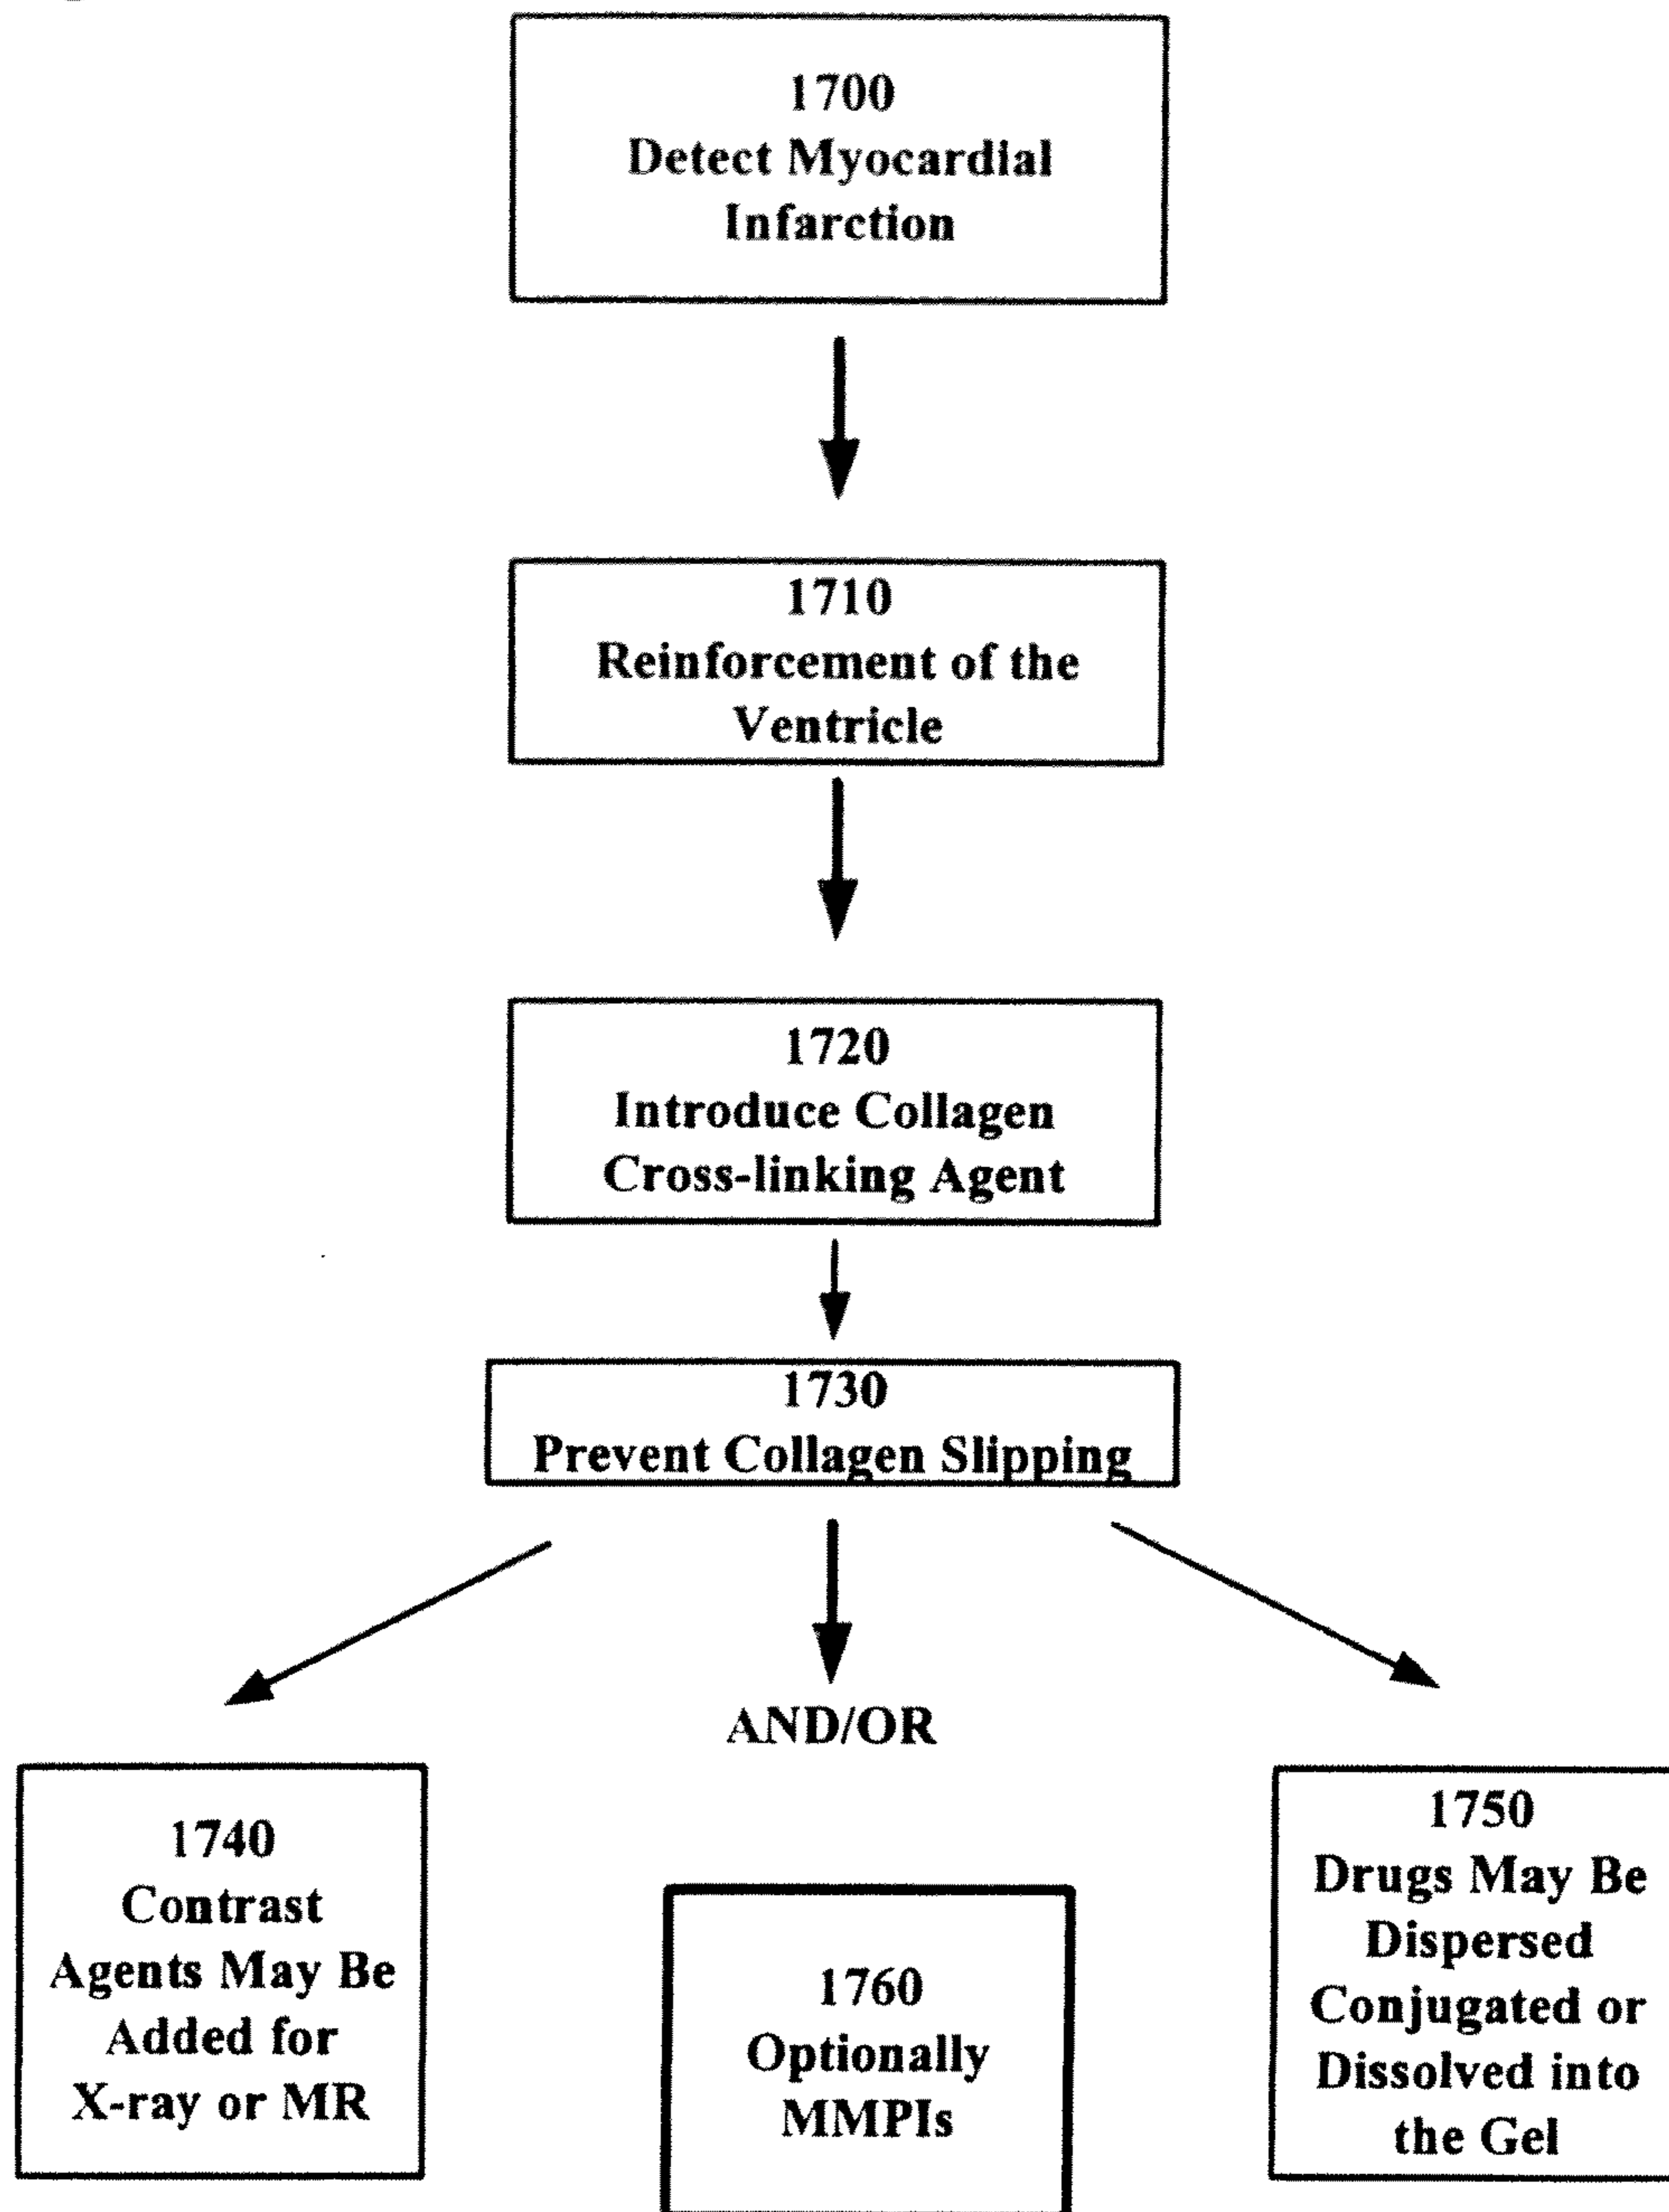 1700
Detect Myocardial
Infarction
1710
Reinforcement of the
Ventricle
1720
Introduce Collagen
Cross-linking Agent
1730
Prevent Collagen Slipping
AND/OR
1740
Contrast
Agents May Be
Added for
X-ray or MR
1760
Optionally
MMPIs
1750
Drugs May Be
Dispersed
Conjugated or
Dissolved into
the Gel